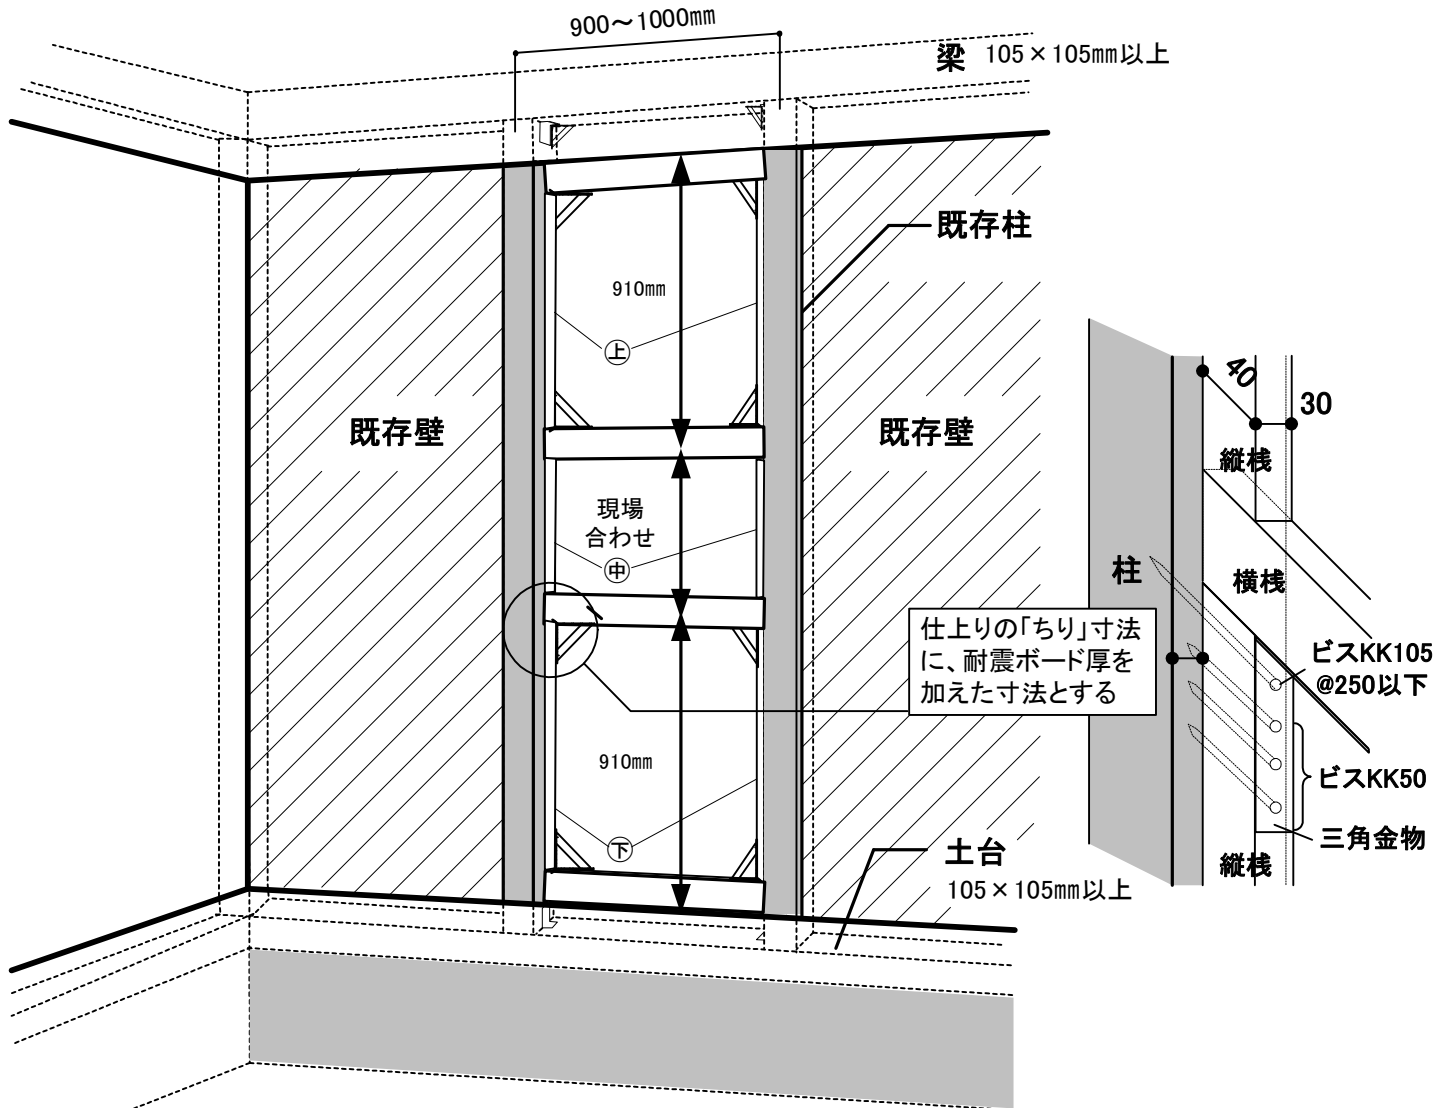 900～1000㎜
梁 105×105㎜以上
既存柱
910㎜
上
既存壁
既存壁
現場
合わせ
中
仕上りの「ちり」寸法
に、耐震ボード厚を
加えた寸法とする
910㎜
下
土台
105×105㎜以上
40
30
縦桟
柱
横桟
ビスKK105
@250以下
ビスKK50
三角金物
縦桟